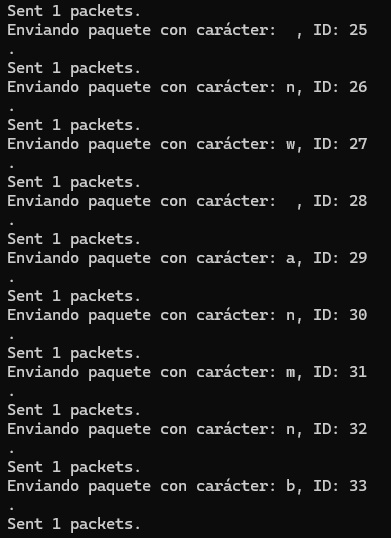 Sent 1 packets.
Enviando paquete con carácter:  , ID: 25
.
Sent 1 packets.
Enviando paquete con carácter: n, ID: 26
.
Sent 1 packets.
Enviando paquete con carácter: w, ID: 27
.
Sent 1 packets.
Enviando paquete con carácter:  , ID: 28
.
Sent 1 packets.
Enviando paquete con carácter: a, ID: 29
.
Sent 1 packets.
Enviando paquete con carácter: n, ID: 30
.
Sent 1 packets.
Enviando paquete con carácter: m, ID: 31
.
Sent 1 packets.
Enviando paquete con carácter: n, ID: 32
.
Sent 1 packets.
Enviando paquete con carácter: b, ID: 33
.
Sent 1 packets.